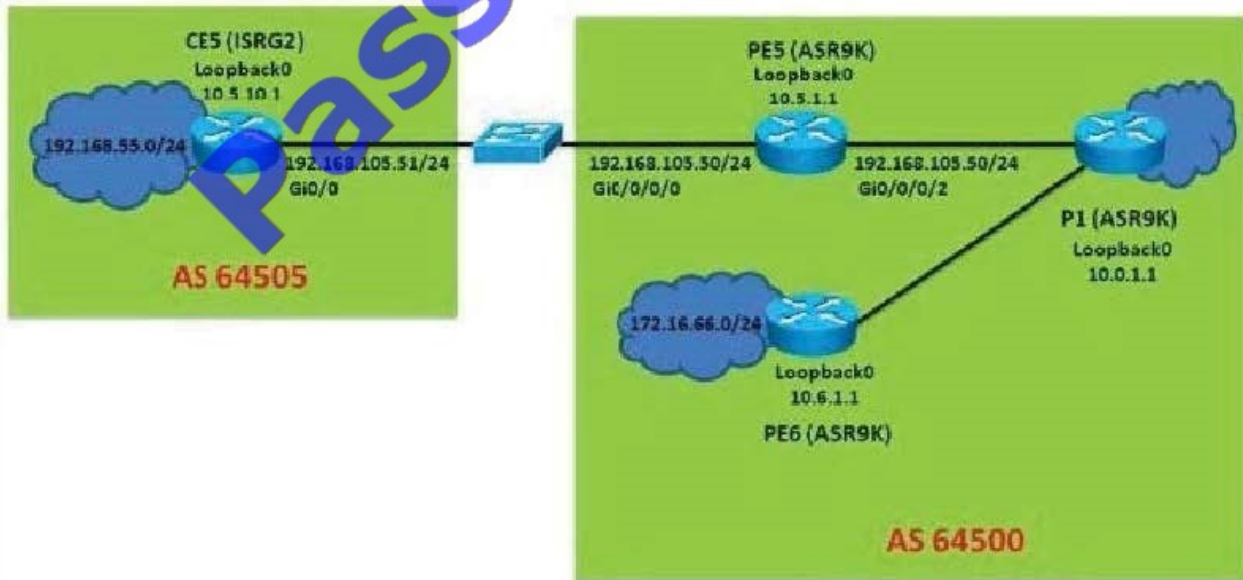 Pass
CE5 (ISRG2)
Loopback0
10.5.10.1
192.168.55.0/24
192.168.105.51/24
Gi0/0
AS 64505
PE5 (ASR9K)
Loopback0
10.5.1.1
192.168.105.50/24
Gi0/0/0/0
192.168.105.50/24
Gi0/0/0/2
P1 (ASR9K)
Loopback0
10.0.1.1
172.16.66.0/24
Loopback0
10.6.1.1
PE6 (ASR9K)
AS 64500